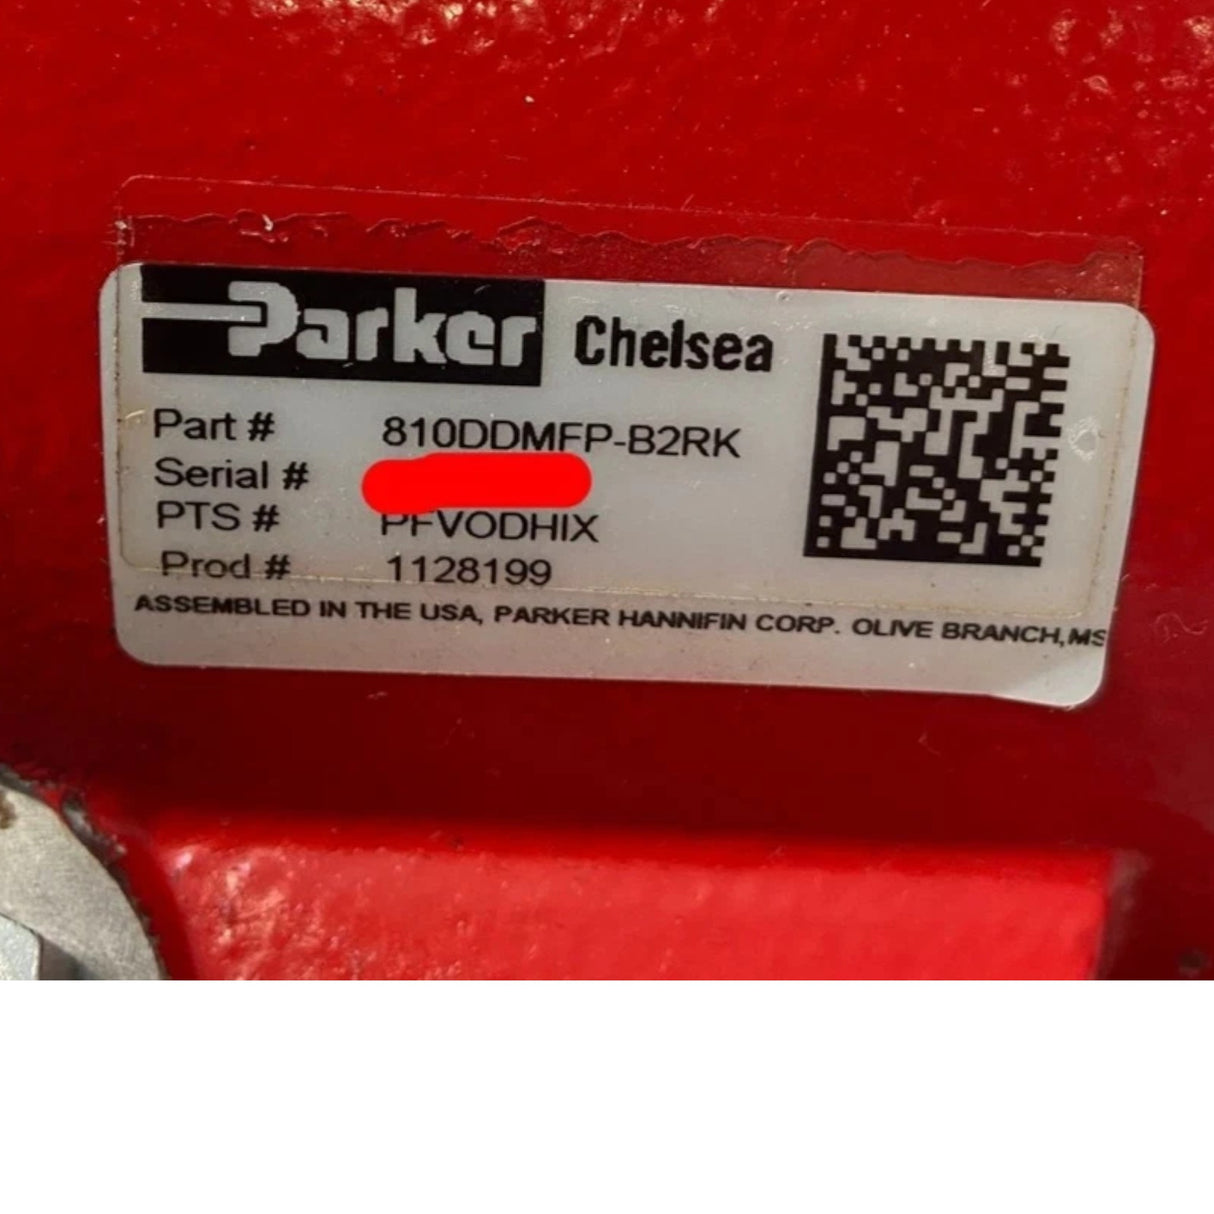 Parker Chelsea
Part # 810DDMFP-B2RK
Serial #
PTS # PFVODHIX
Prod # 1128199
ASSEMBLED IN THE USA, PARKER HANNIFIN CORP. OLIVE BRANCH,MS